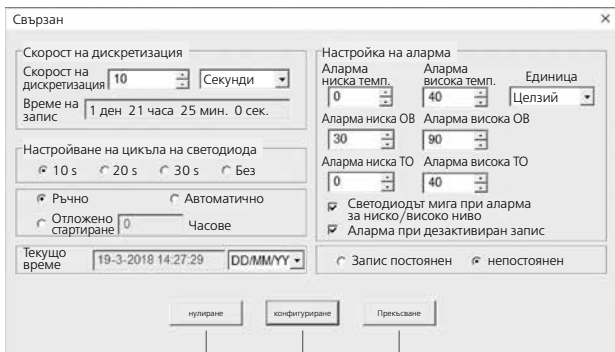 Свързан
Скорост на дискретизация
Скорост на
дискретизация
10
Секунди
Време на
запис
1 ден 21 часа 25 мин. 0 сек.
Настройване на цикъла на светодиода
10 s 20 s 30 s Без
Ръчно Автоматично
Отложено
стартиране
0
Часове
Текущо
време
19-3-2018 14:27:29 DD/MM/YY
Настройка на аларма
Аларма
ниска темп.
Аларма
висока темп.
Единица
0 40 Целзий
Аларма ниска ОВ Аларма висока ОВ
30 90
Аларма ниска ТО Аларма висока ТО
0 40
Светодиодът мига при аларма
за ниско/високо ниво
Аларма при дезактивиран запис
Запис постоянен непостоянен
нулиране конфигуриране Прекъсване